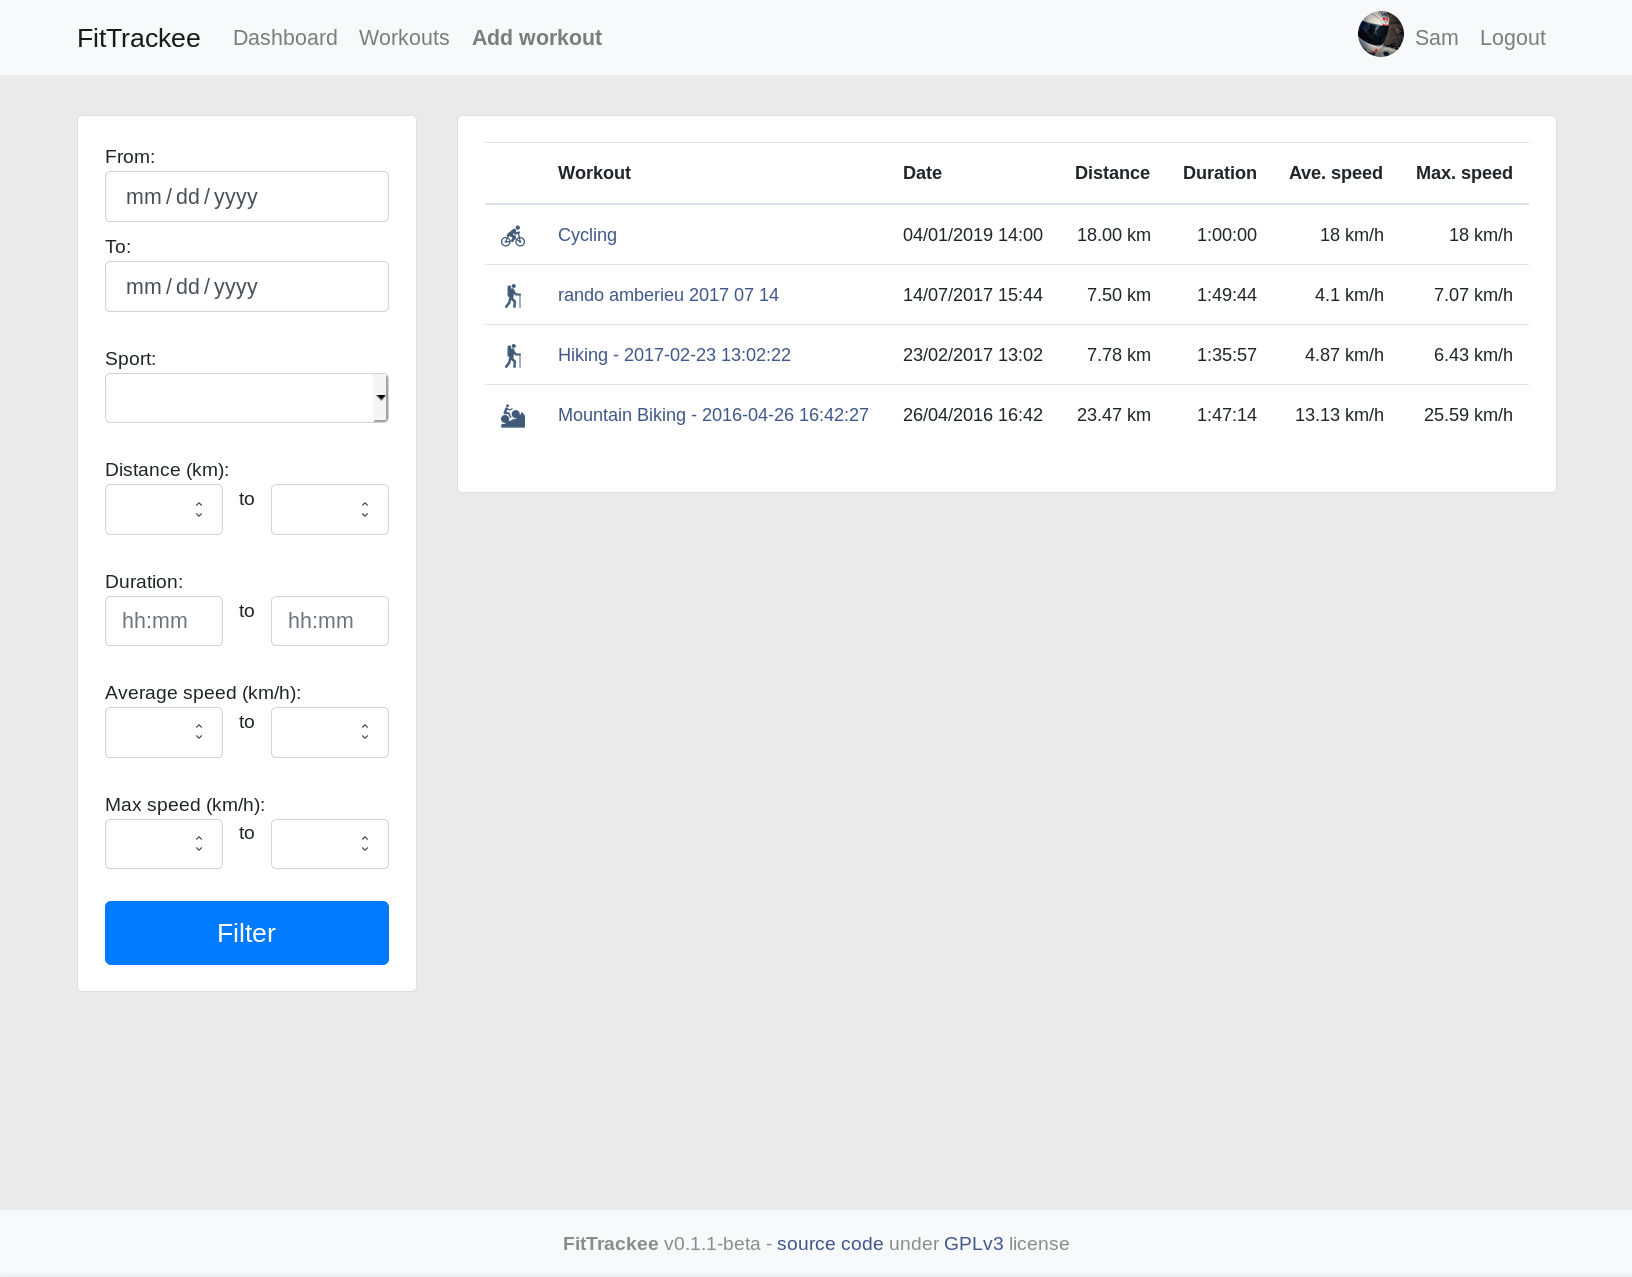 FitTrackee Dashboard Workouts Add workout Sam Logout
From:
mm/dd/yyyy
To:
mm/dd/yyyy
Sport:
Distance (km):
to
Duration:
hh:mm to hh:mm
Average speed (km/h):
to
Max speed (km/h):
to
Filter
Workout Date Distance Duration Ave. speed Max. speed
Cycling 04/01/2019 14:00 18.00 km 1:00:00 18 km/h 18 km/h
rando amberieu 2017 07 14 14/07/2017 15:44 7.50 km 1:49:44 4.1 km/h 7.07 km/h
Hiking - 2017-02-23 13:02:22 23/02/2017 13:02 7.78 km 1:35:57 4.87 km/h 6.43 km/h
Mountain Biking - 2016-04-26 16:42:27 26/04/2016 16:42 23.47 km 1:47:14 13.13 km/h 25.59 km/h
FitTrackee v0.1.1-beta - source code under GPLv3 license